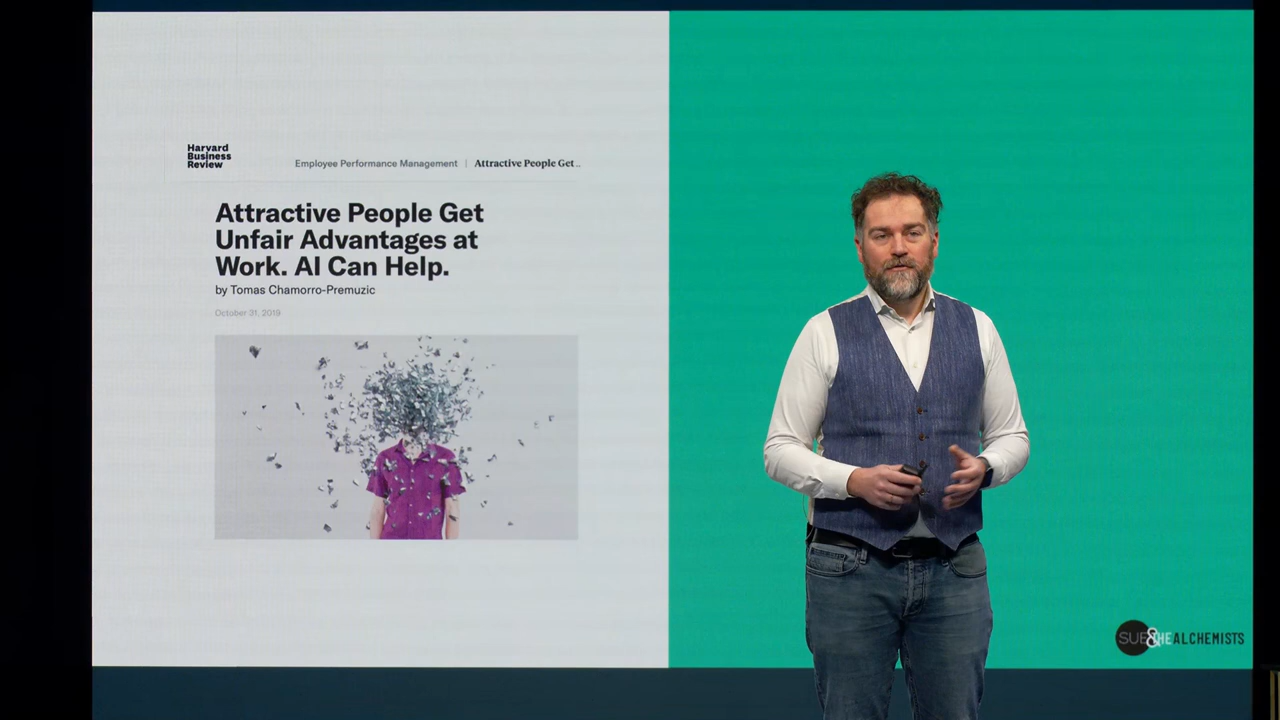 Harvard
Business
Review
Employee Performance Management | Attractive People Get ..
Attractive People Get
Unfair Advantages at
Work. AI Can Help.
by Tomas Chamorro-Premuzic
October 31, 2019
SUE & THE ALCHEMISTS